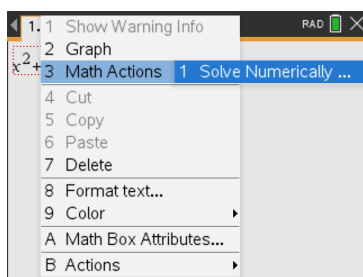 1.
RAD
x²+
1 Show Warning Info
2 Graph
3 Math Actions
1 Solve Numerically ...
4 Cut
5 Copy
6 Paste
7 Delete
8 Format text...
9 Color
A Math Box Attributes...
B Actions